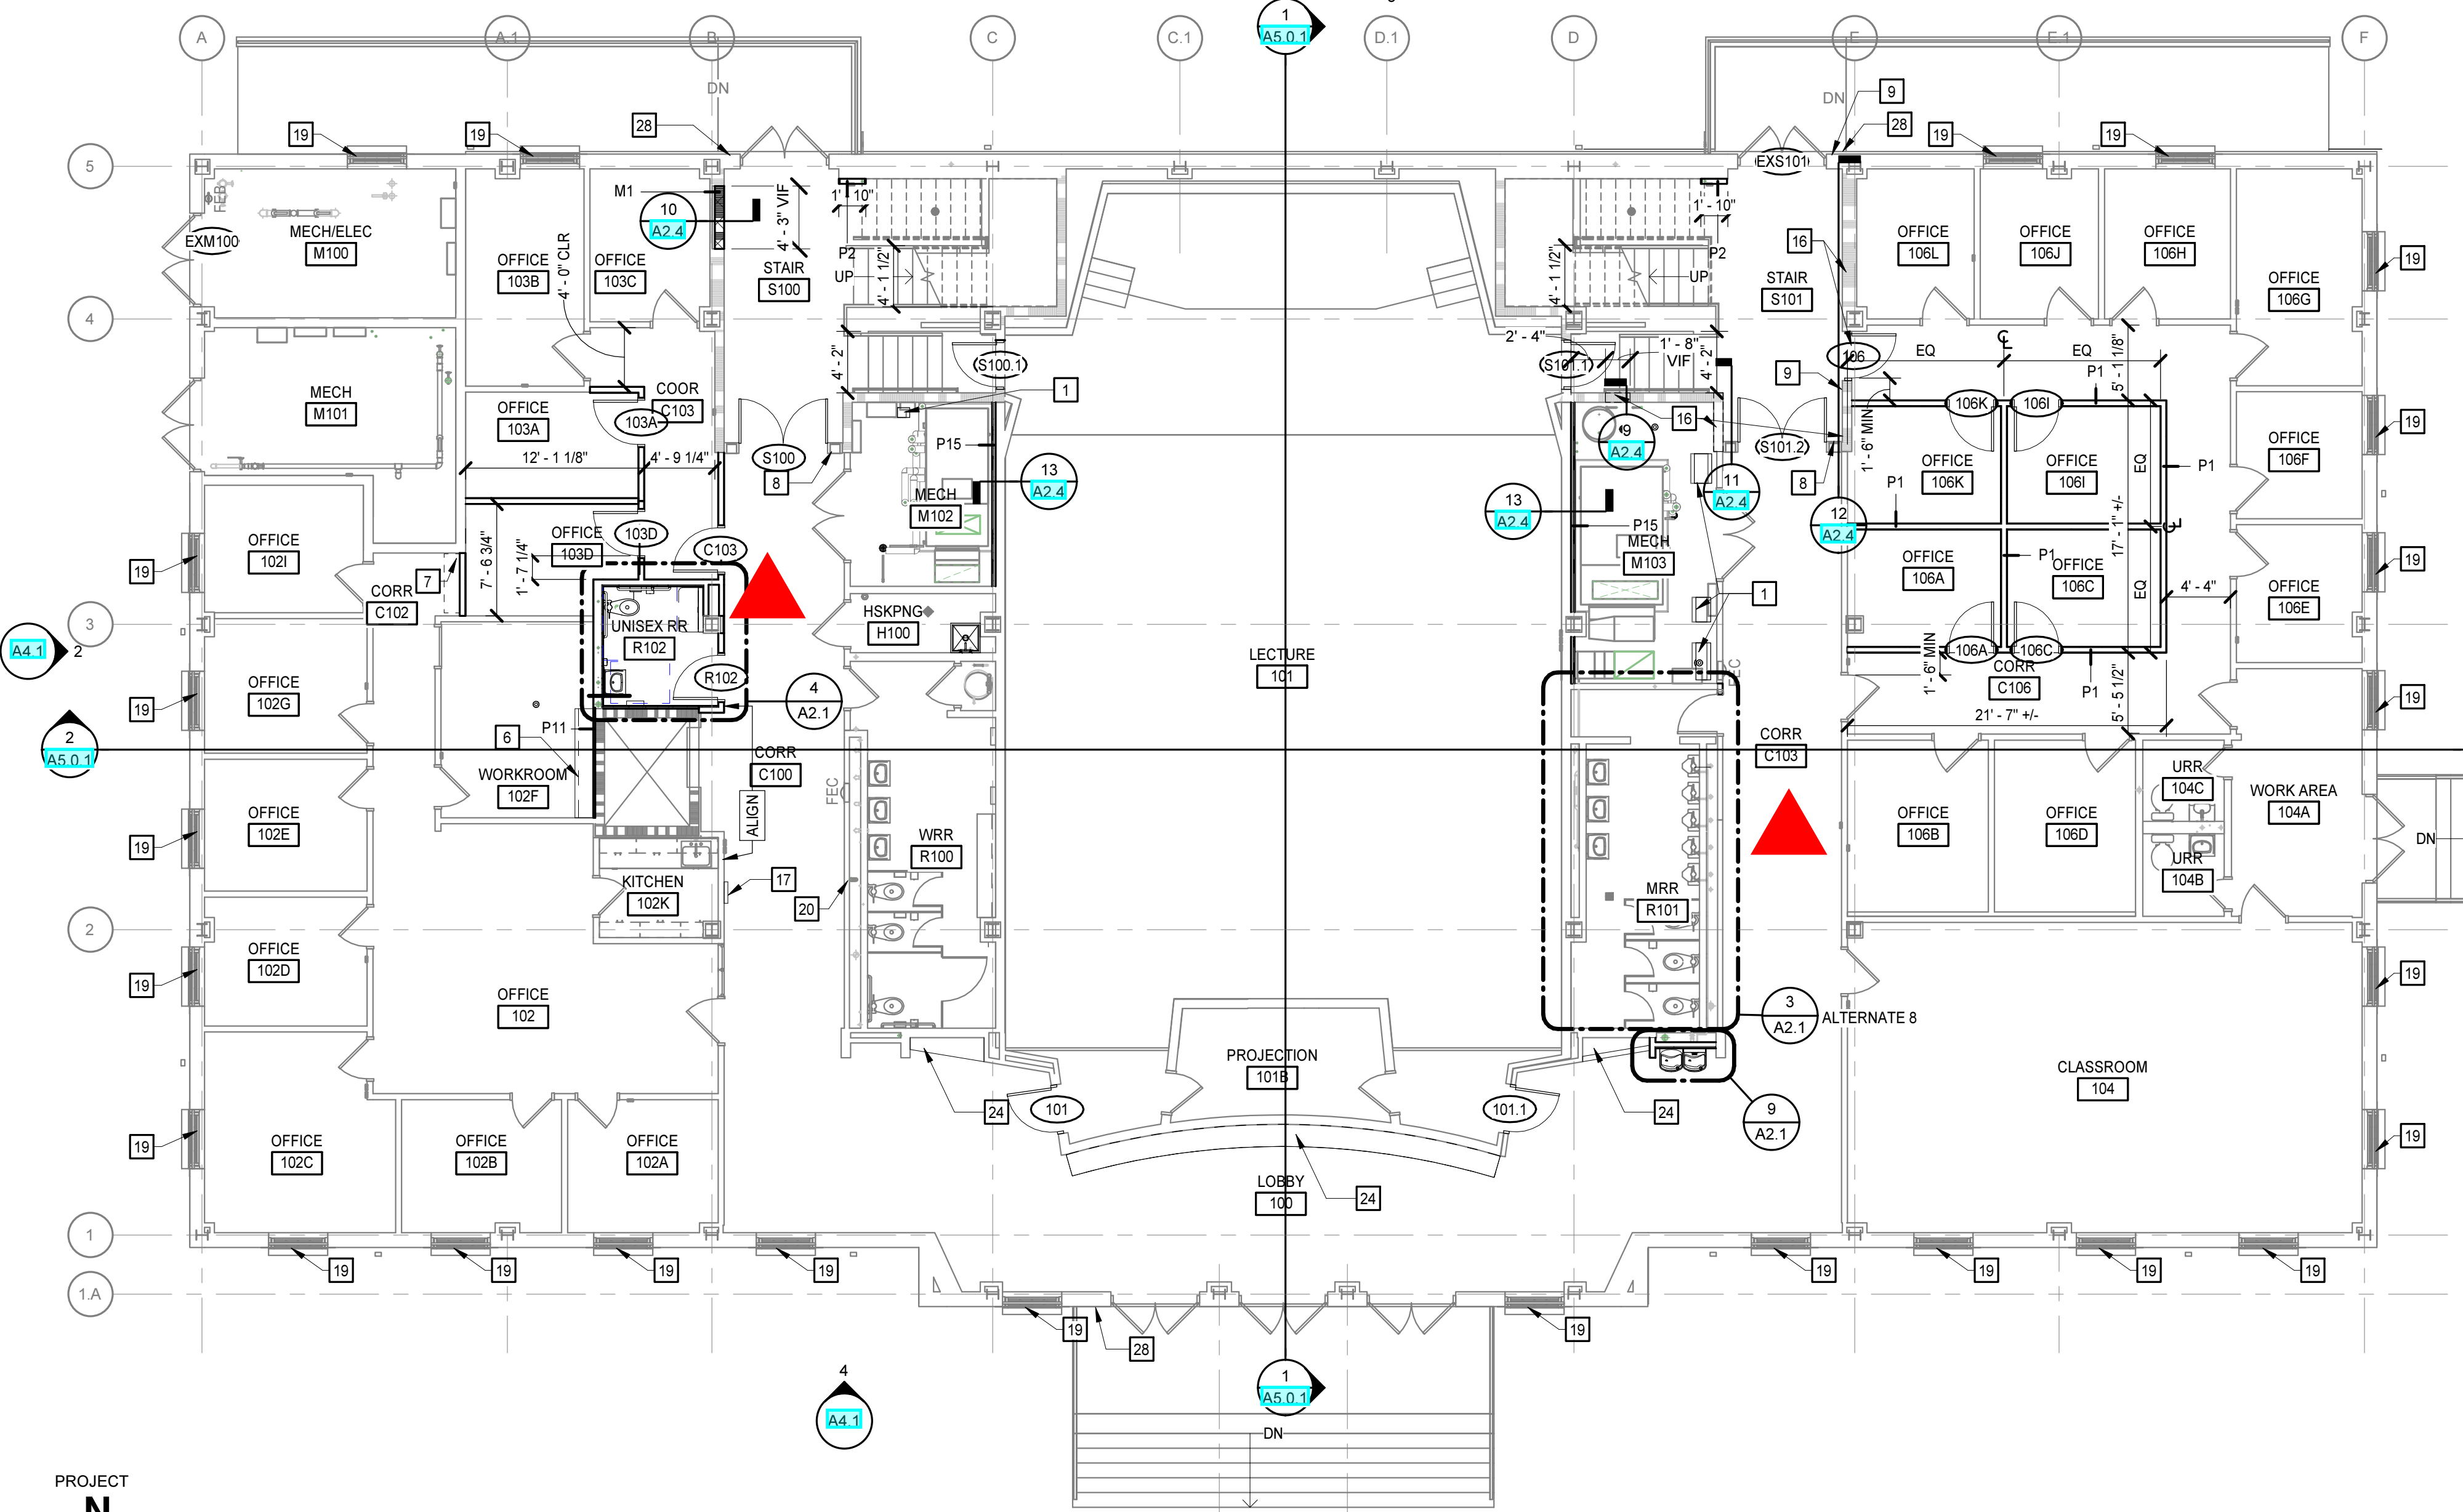 1
A5.0.1
A
A.1
B
C
C.1
D.1
D
E
E.1
F
DN
DN
9
28
28
19
19
19
19
5
EXS101
M1
10
A2.4
4' - 3" VIF
1' - 10"
1' - 10"
FEC
EXM100
MECH/ELEC
M100
OFFICE
103B
4' - 0" CLR
OFFICE
103C
STAIR
S100
P2
UP
4' - 1 1/2"
4' - 1 1/2"
UP
P2
STAIR
S101
16
OFFICE
106L
OFFICE
106J
OFFICE
106H
OFFICE
106G
19
4
4' - 2"
S100.1
2' - 4"
S101.1
1' - 8"
VIF
4' - 2"
106
EQ
CL
EQ
5' - 1 1/8"
9
P1
MECH
M101
OFFICE
103A
103A
COOR
C103
1
16
106K
106I
19
12' - 1 1/8"
4' - 9 1/4"
S100
8
P15
13
A2.4
9
A2.4
S101.2
8
1' - 6" MIN
OFFICE
106K
OFFICE
106I
EQ
P1
OFFICE
106F
MECH
M102
13
A2.4
11
A2.4
12
A2.4
P1
17' - 1" +/-
CL
OFFICE
102I
19
7
7' - 6 3/4"
1' - 7 1/4"
OFFICE
103D
103D
C103
P15
MECH
M103
OFFICE
106A
P1
OFFICE
106C
EQ
4' - 4"
OFFICE
106E
19
CORR
C102
3
UNISEX RR
R102
HSKPNG
H100
1
A4.1
2
R102
LECTURE
101
FEC
1' - 6" MIN
106A
106C
CORR
C106
P1
5' - 5 1/2"
19
OFFICE
102G
19
4
A2.1
21' - 7" +/-
2
A5.0.1
6
P11
WORKROOM
102F
CORR
C100
CORR
C103
OFFICE
102E
19
ALIGN
FEC
WRR
R100
OFFICE
106B
OFFICE
106D
URR
104C
URR
104B
WORK AREA
104A
DN
KITCHEN
102K
17
20
MRR
R101
2
OFFICE
102D
19
OFFICE
102
19
3
A2.1
ALTERNATE 8
PROJECTION
101B
CLASSROOM
104
24
101
101.1
24
9
A2.1
19
OFFICE
102C
OFFICE
102B
OFFICE
102A
19
LOBBY
100
24
1
19
19
19
19
19
19
19
19
1.A
19
28
19
4
A4.1
1
A5.0.1
DN
PROJECT
N